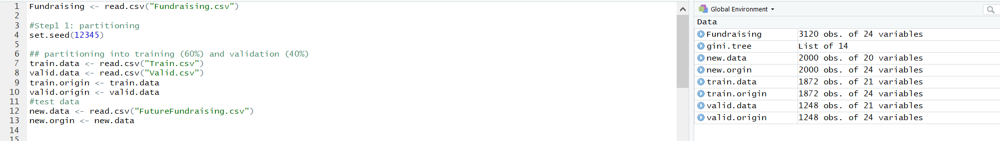 1 Fundraising <- read.csv("Fundraising.csv")
2
3 #Step1 1: partitioning
4 set.seed(12345)
5
6 ## partitioning into training (60%) and validation (40%)
7 train.data <- read.csv("Train.csv")
8 valid.data <- read.csv("Valid.csv")
9 train.origin <- train.data
10 valid.origin <- valid.data
11 #test data
12 new.data <- read.csv("FutureFundraising.csv")
13 new.orgin <- new.data
14
15
Global Environment
Data
Fundraising 3120 obs. of 24 variables
gini.tree List of 14
new.data 2000 obs. of 20 variables
new.orgin 2000 obs. of 24 variables
train.data 1872 obs. of 21 variables
train.origin 1872 obs. of 24 variables
valid.data 1248 obs. of 21 variables
valid.origin 1248 obs. of 24 variables